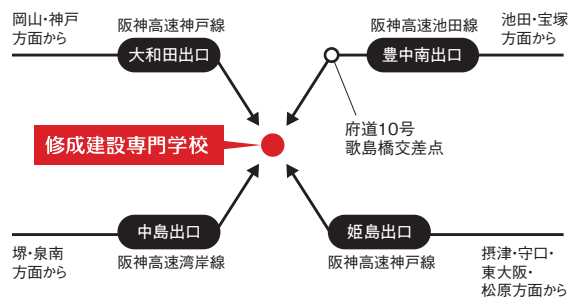 岡山・神戸
方面から
阪神高速神戸線
大和田出口
阪神高速池田線
豊中南出口
池田・宝塚
方面から
府道10号
歌島橋交差点
修成建設専門学校
堺・泉南
方面から
中島出口
阪神高速湾岸線
姫島出口
阪神高速神戸線
摂津・守口・
東大阪・
松原方面から